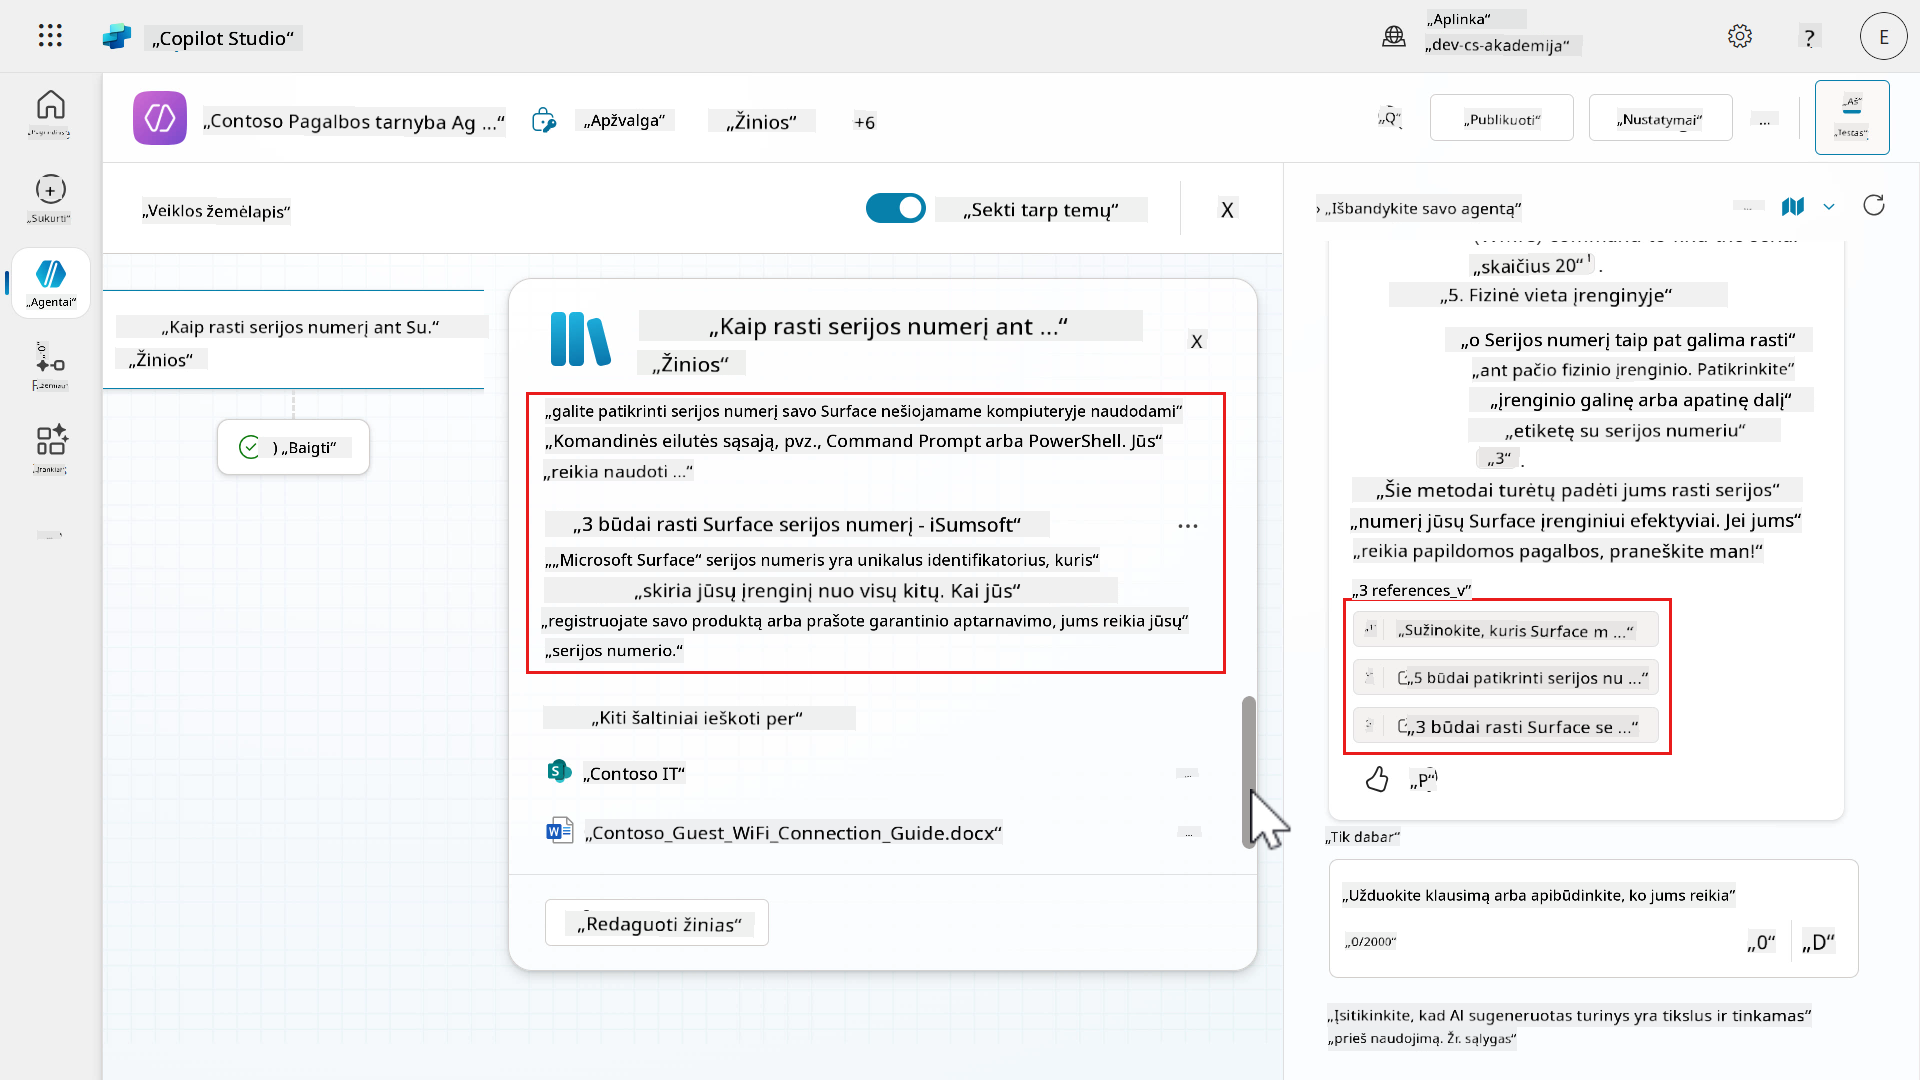 „Copilot Studio“
„Aplinka“
„dev-cs-akademija“
?
E
„Contoso Pagalbos tarnyba Ag ...“
„Apžvalga“
„Žinios“
+6
„Q“
„Publikuoti“
„Nustatymai“
...
„Aš“
„Testas“
„Sukurti“
„Agentai“
„Įrankiai“
„Veiklos žemėlapis“
„Sekti tarp temų“
X
„Kaip rasti serijos numerį ant Su.“
„Žinios“
) „Baigti“
„Kaip rasti serijos numerį ant ...“
„Žinios“
X
„galite patikrinti serijos numerį savo Surface nešiojamame kompiuteryje naudodami“
„Komandinės eilutės sąsają, pvz., Command Prompt arba PowerShell. Jūs“
„reikia naudoti ...“
„3 būdai rasti Surface serijos numerį - iSumsoft“
...
„„Microsoft Surface“ serijos numeris yra unikalus identifikatorius, kuris“
„skiria jūsų įrenginį nuo visų kitų. Kai jūs“
„registruojate savo produktą arba prašote garantinio aptarnavimo, jums reikia jūsų“
„serijos numerio.“
„Kiti šaltiniai ieškoti per“
„Contoso IT“
...
„Contoso_Guest_WiFi_Connection_Guide.docx“
...
„Redaguoti žinias“
› „Išbandykite savo agentą“
...
„skaičius 20“ 1 .
„5. Fizinė vieta įrenginyje“
„o Serijos numerį taip pat galima rasti“
„ant pačio fizinio įrenginio. Patikrinkite“
„įrenginio galinę arba apatinę dalį“
„etiketę su serijos numeriu“
„3“ .
„Šie metodai turėtų padėti jums rasti serijos“
„numerį jūsų Surface įrenginiui efektyviai. Jei jums“
„reikia papildomos pagalbos, praneškite man!“
„3 references_v“
„Sužinokite, kuris Surface m ...“
„5 būdai patikrinti serijos nu ...“
„3 būdai rasti Surface se ...“
„P“
„Tik dabar“
„Užduokite klausimą arba apibūdinkite, ko jums reikia“
„0/2000“
„0“
„D“
„Įsitikinkite, kad AI sugeneruotas turinys yra tikslus ir tinkamas“
„prieš naudojimą. Žr. sąlygas“